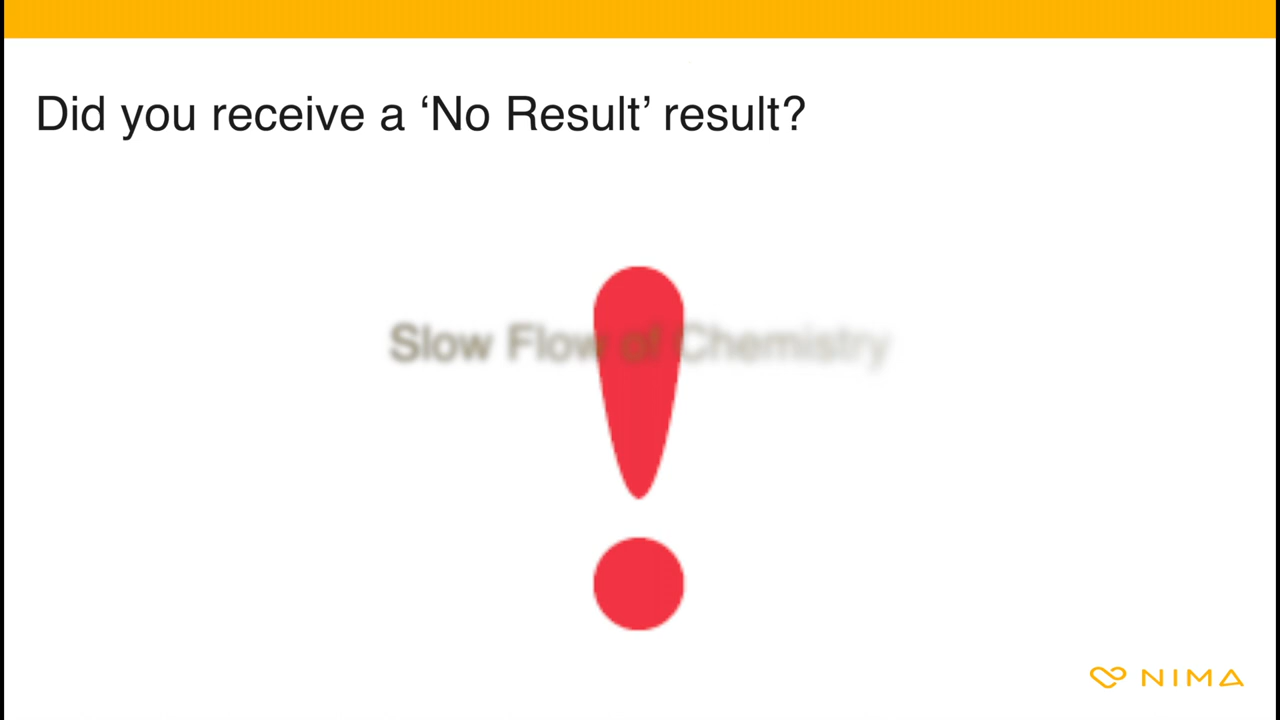 Did you receive a ‘No Result’ result?
Slow Flow of Chemistry
NIMA